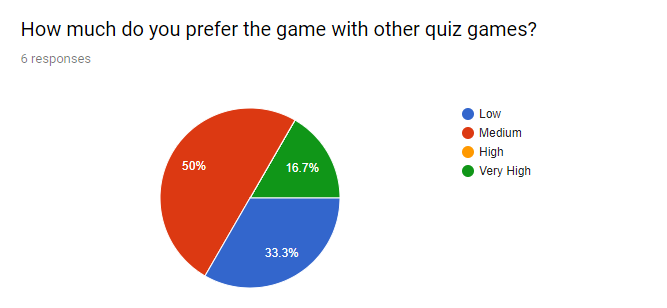 How much do you prefer the game with other quiz games?
6 responses
50%
16.7%
33.3%
Low
Medium
High
Very High